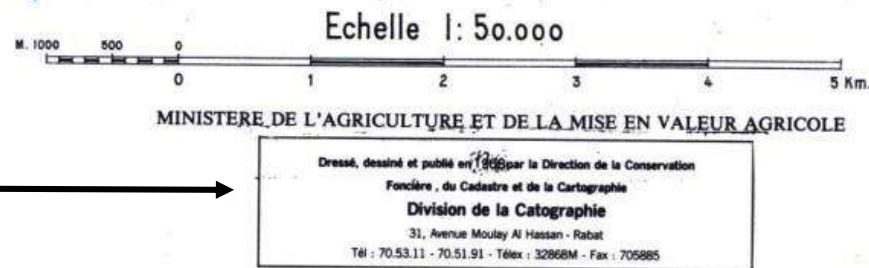 Echelle 1: 50.000
M. 1000 500 0
0 1 2 3 4 5 Km.
MINISTERE DE L'AGRICULTURE ET DE LA MISE EN VALEUR AGRICOLE
Dressé, dessiné et publié en par la Direction de la Conservation
Foncière , du Cadastre et de la Cartographie
Division de la Catographie
31, Avenue Moulay Al Hassan - Rabat
Tél : 70.53.11 - 70.51.91 - Télex : 32868M - Fax : 705885